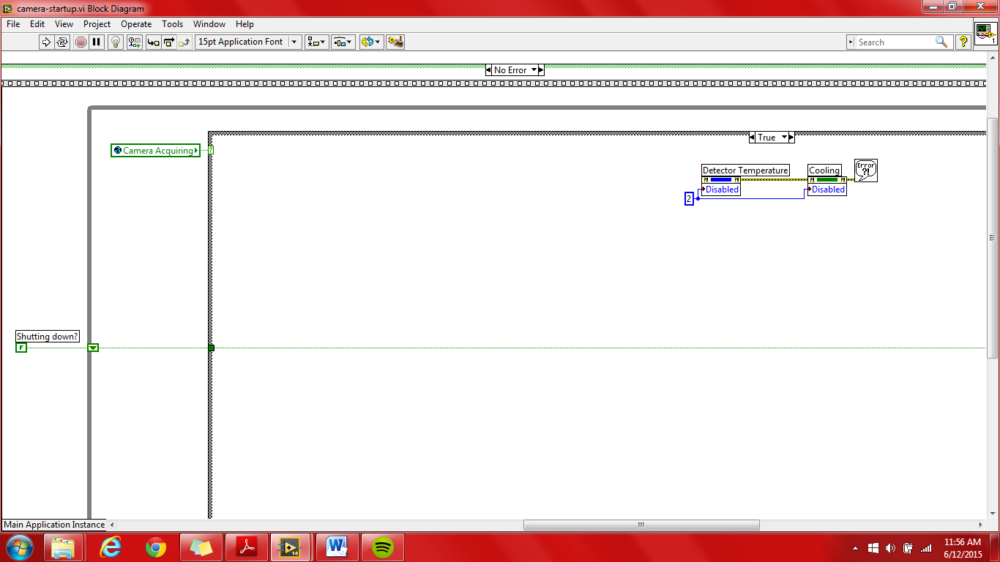 camera-startup.vi Block Diagram
File Edit View Project Operate Tools Window Help
15pt Application Font
Search
?
1
No Error
True
Camera Acquiring
?
Error
?!
Detector Temperature
Cooling
?! ?! ?! ?!
Disabled
Disabled
2
Shutting down?
F
Main Application Instance
14
W
11:56 AM
6/12/2015